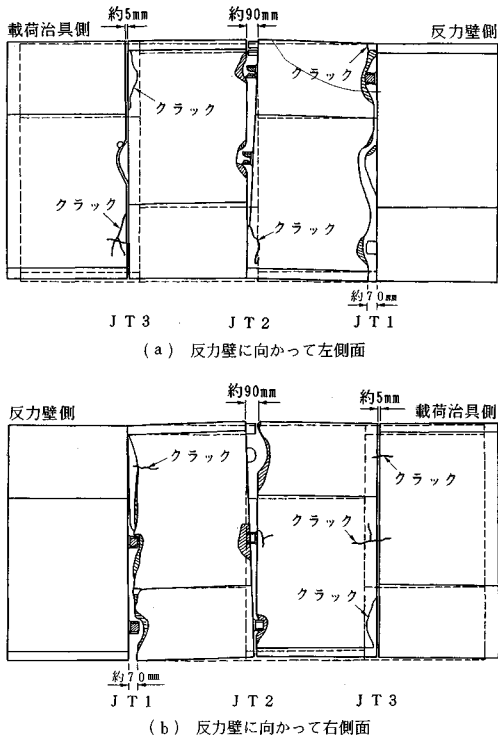 約5mm
約90mm
載荷治具側
反力壁側
クラック
クラック
クラック
クラック
約70mm
JT3 JT2 JT1
(a) 反力壁に向かって左側面
約90mm
約5mm
反力壁側
載荷治具側
クラック
クラック
クラック
クラック
約70mm
JT1 JT2 JT3
(b) 反力壁に向かって右側面